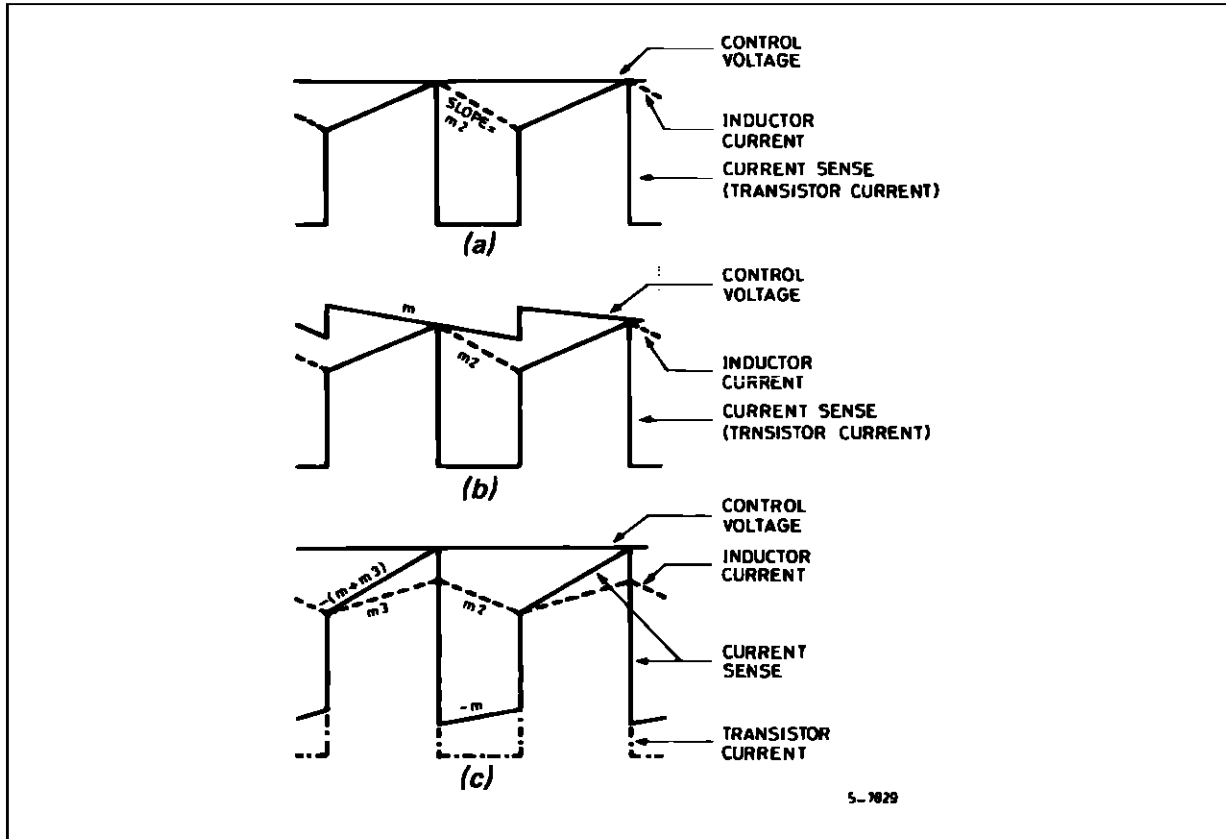 CONTROL
VOLTAGE
SLOPE=
m2
INDUCTOR
CURRENT
CURRENT SENSE
(TRANSISTOR CURRENT)
(a)
CONTROL
VOLTAGE
m
m2
INDUCTOR
CURRENT
CURRENT SENSE
(TRNSISTOR CURRENT)
(b)
CONTROL
VOLTAGE
INDUCTOR
CURRENT
-(m+m3)
m3
m2
CURRENT
SENSE
-m
TRANSISTOR
CURRENT
(c)
S-7829